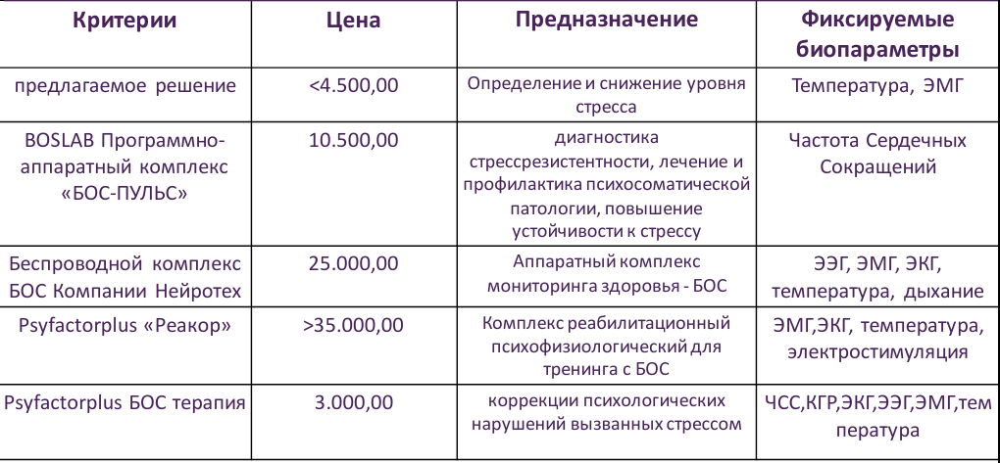 Критерии
Цена
Предназначение
Фиксируемые
биопараметры
предлагаемое решение
<4.500,00
Определение и снижение уровня
стресса
Температура, ЭМГ
BOSLAB Программно-
аппаратный комплекс
«БОС-ПУЛЬС»
10.500,00
диагностика
стрессрезистентности, лечение и
профилактика психосоматической
патологии, повышение
устойчивости к стрессу
Частота Сердечных
Сокращений
Беспроводной комплекс
БОС Компании Нейротех
25.000,00
Аппаратный комплекс
мониторинга здоровья - БОС
ЭЭГ, ЭМГ, ЭКГ,
температура, дыхание
Psyfactorplus «Реакор»
>35.000,00
Комплекс реабилитационный
психофизиологический для
тренинга с БОС
ЭМГ,ЭКГ, температура,
электростимуляция
Psyfactorplus БОС терапия
3.000,00
коррекции психологических
нарушений вызванных стрессом
ЧСС,КГР,ЭКГ,ЭЭГ,ЭМГ,тем
пература